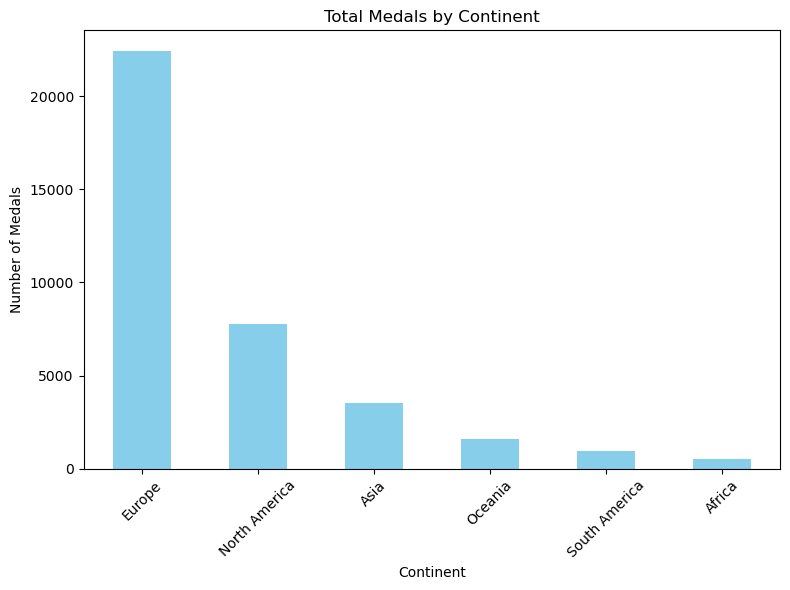 Total Medals by Continent
Number of Medals
20000
15000
10000
5000
0
Europe
North America
Asia
Oceania
South America
Africa
Continent